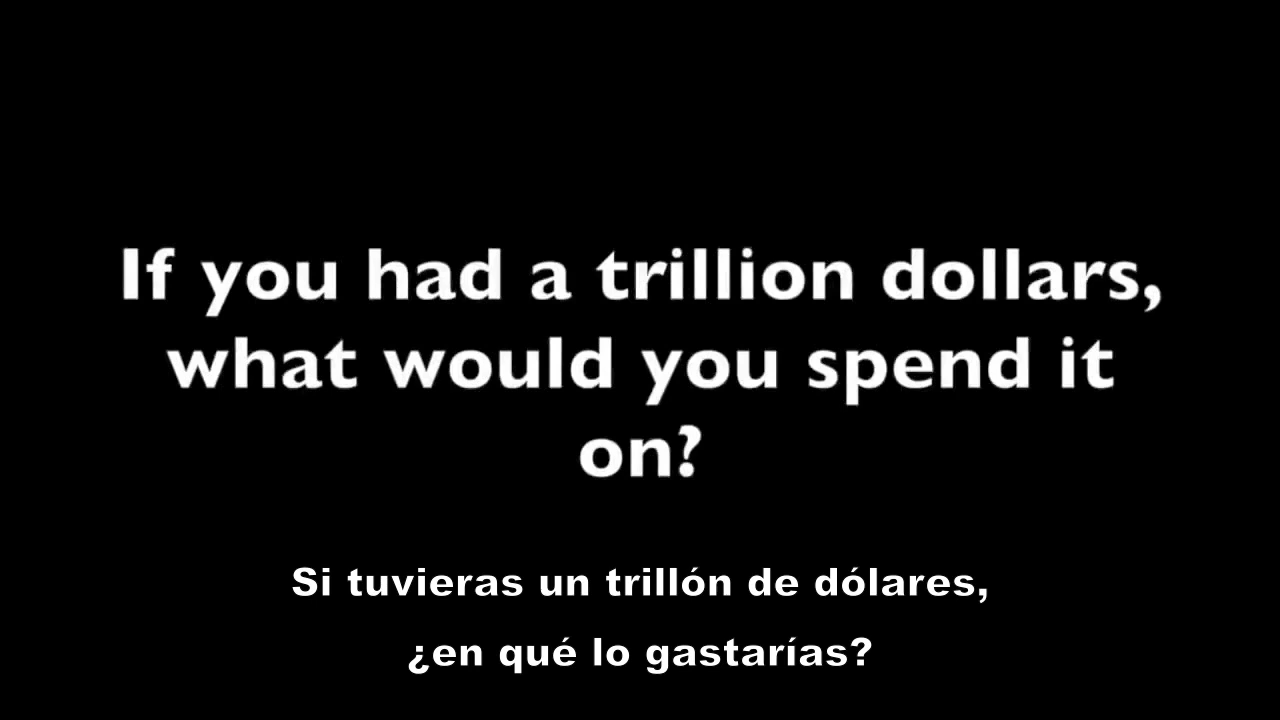 If you had a trillion dollars,
what would you spend it
on?
Si tuvieras un trillón de dólares,
¿en qué lo gastarías?